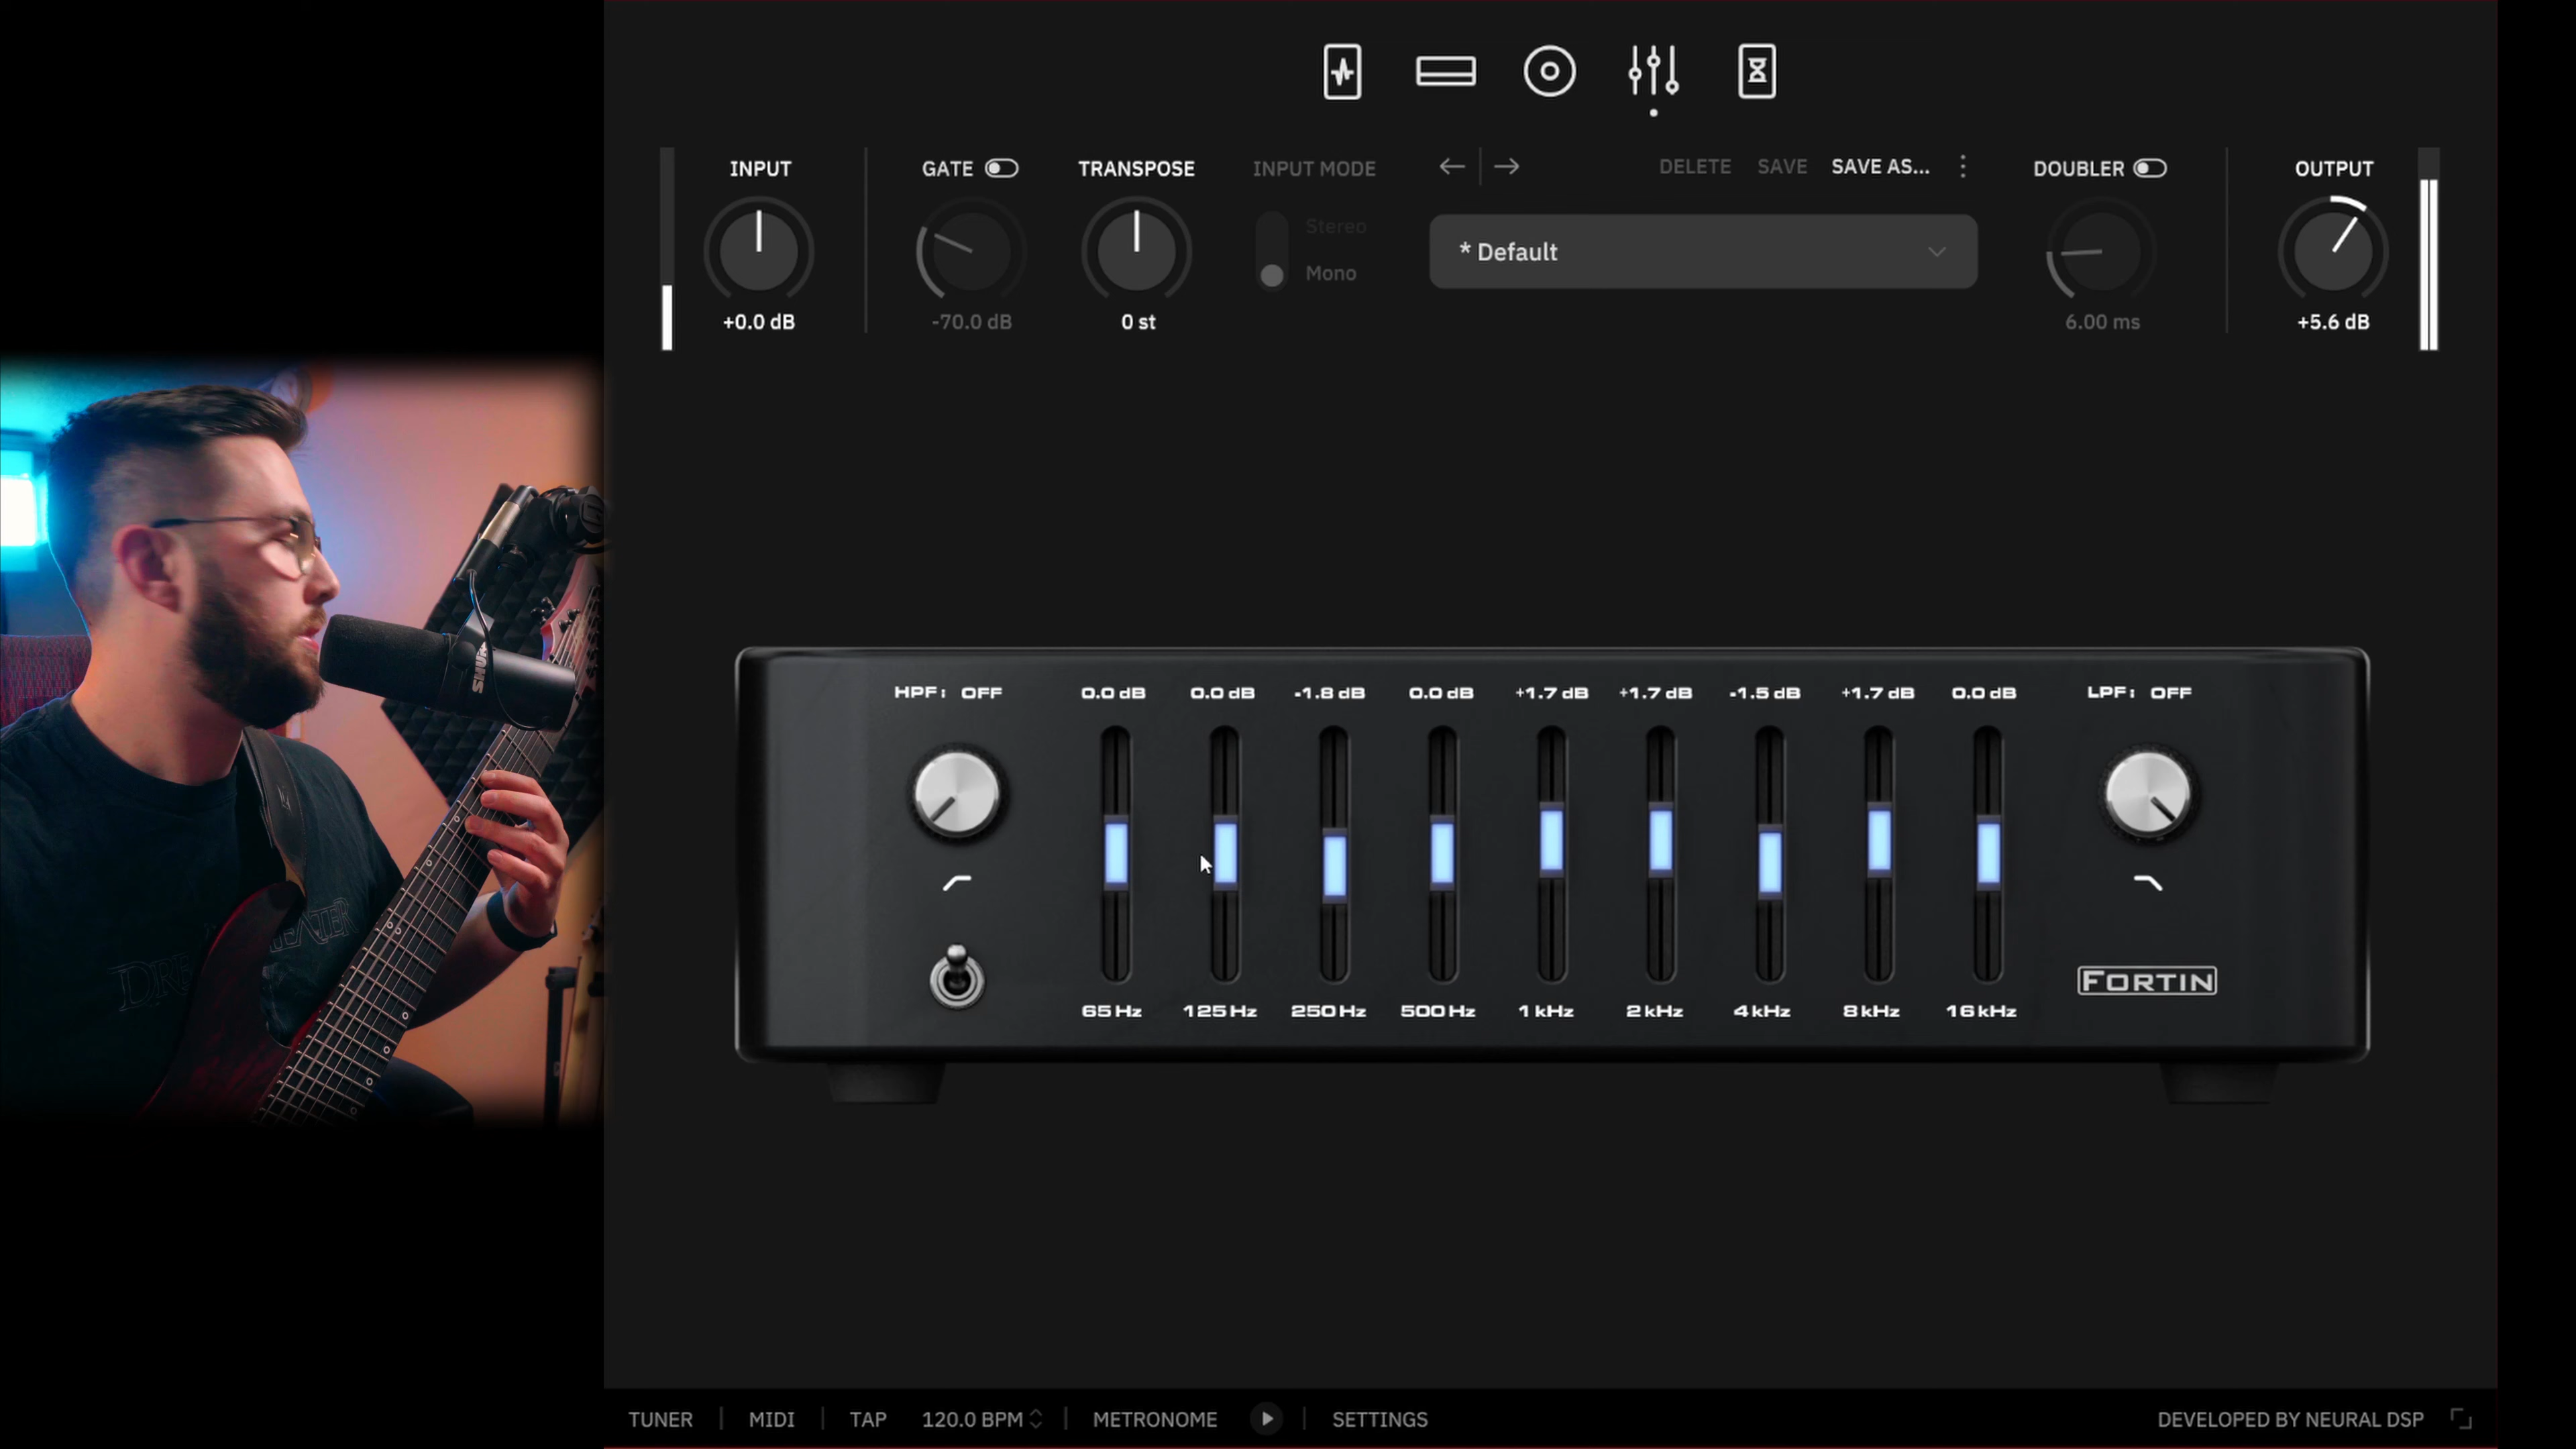 INPUT
GATE
TRANSPOSE
INPUT MODE
DELETE
SAVE
SAVE AS...
DOUBLER
OUTPUT
Stereo
Mono
* Default
+0.0 dB
-70.0 dB
0 st
6.00 ms
+5.6 dB
SHURE
HPF: OFF
0.0 dB
0.0 dB
-1.8 dB
0.0 dB
+1.7 dB
+1.7 dB
-1.5 dB
+1.7 dB
0.0 dB
LPF: OFF
FORTIN
65 Hz
125 Hz
250 Hz
500 Hz
1 kHz
2 kHz
4 kHz
8 kHz
16 kHz
TUNER
MIDI
TAP
120.0 BPM
METRONOME
SETTINGS
DEVELOPED BY NEURAL DSP